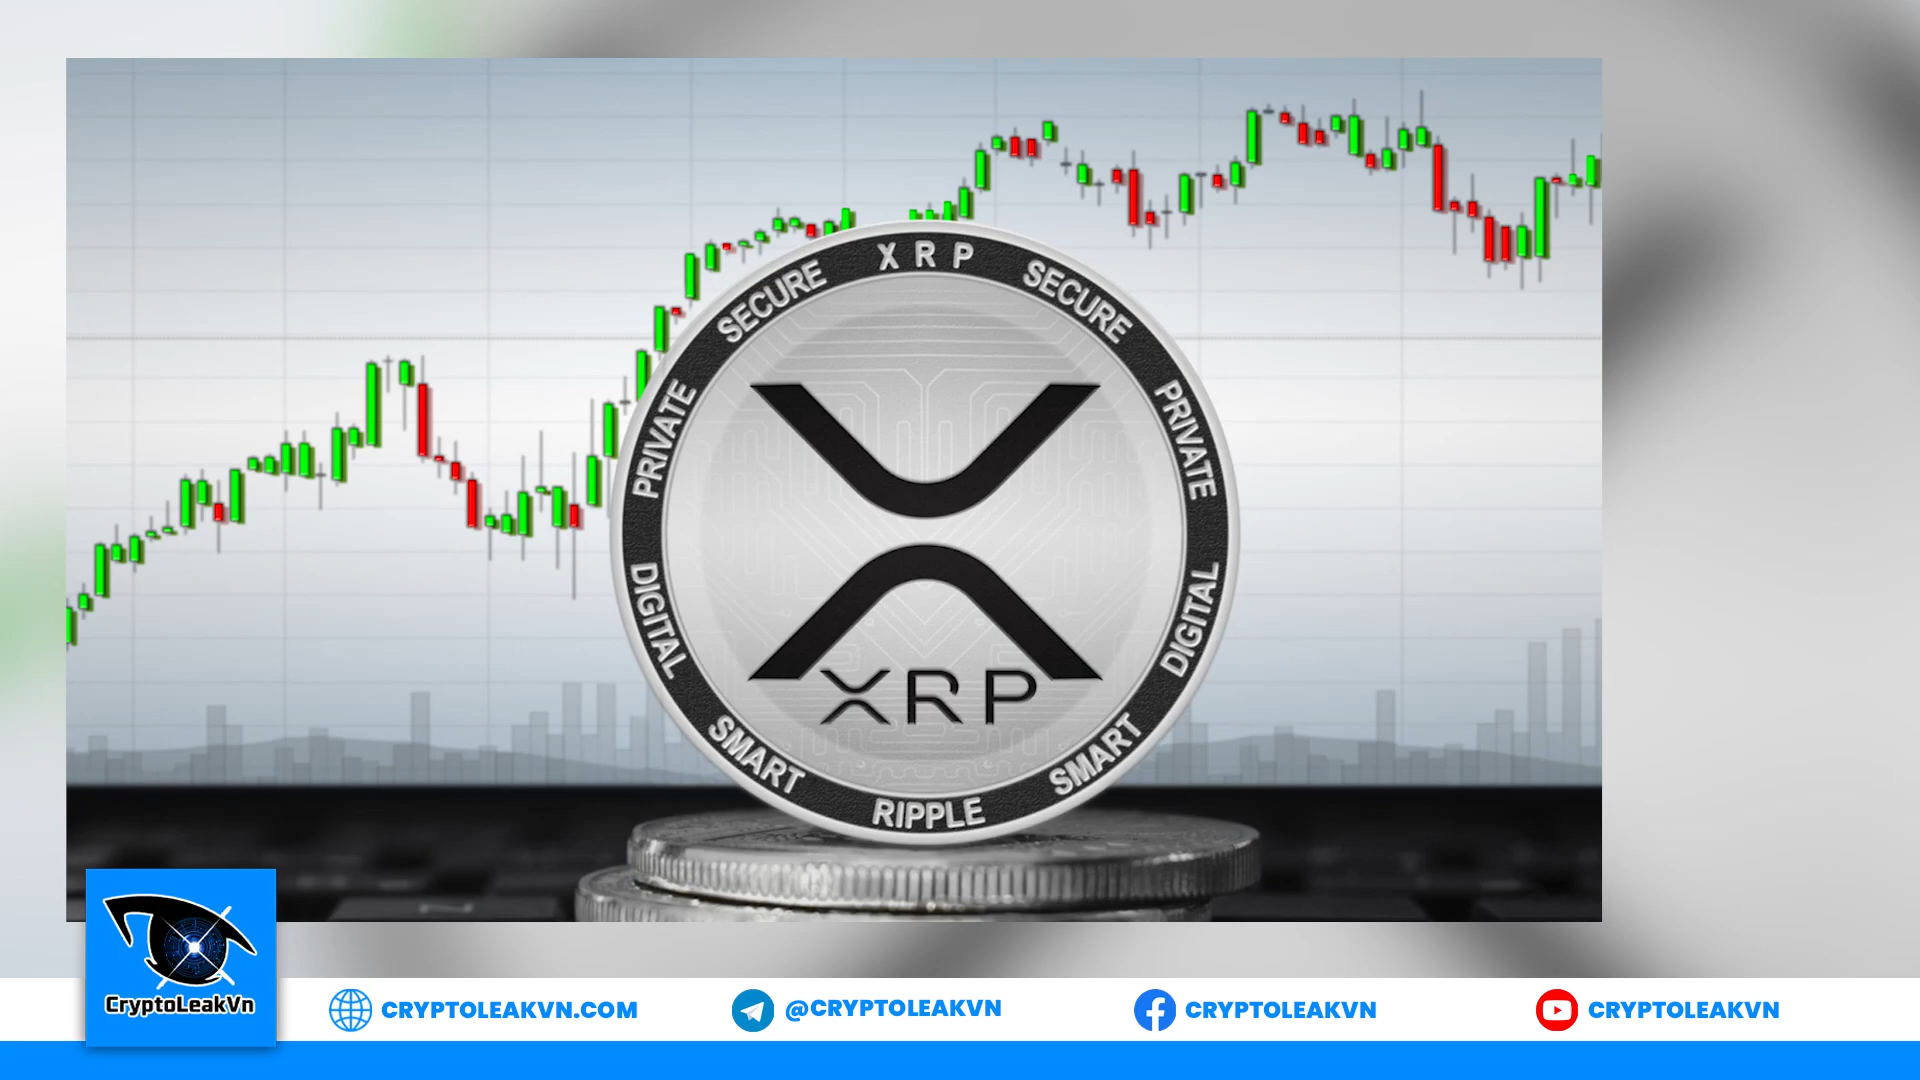 XRP
SECURE
SECURE
PRIVATE
PRIVATE
DIGITAL
DIGITAL
SMART
SMART
RIPPLE
XRP
CryptoLeakVn
CRYPTOLEAKVN.COM
@CRYPTOLEAKVN
CRYPTOLEAKVN
CRYPTOLEAKVN